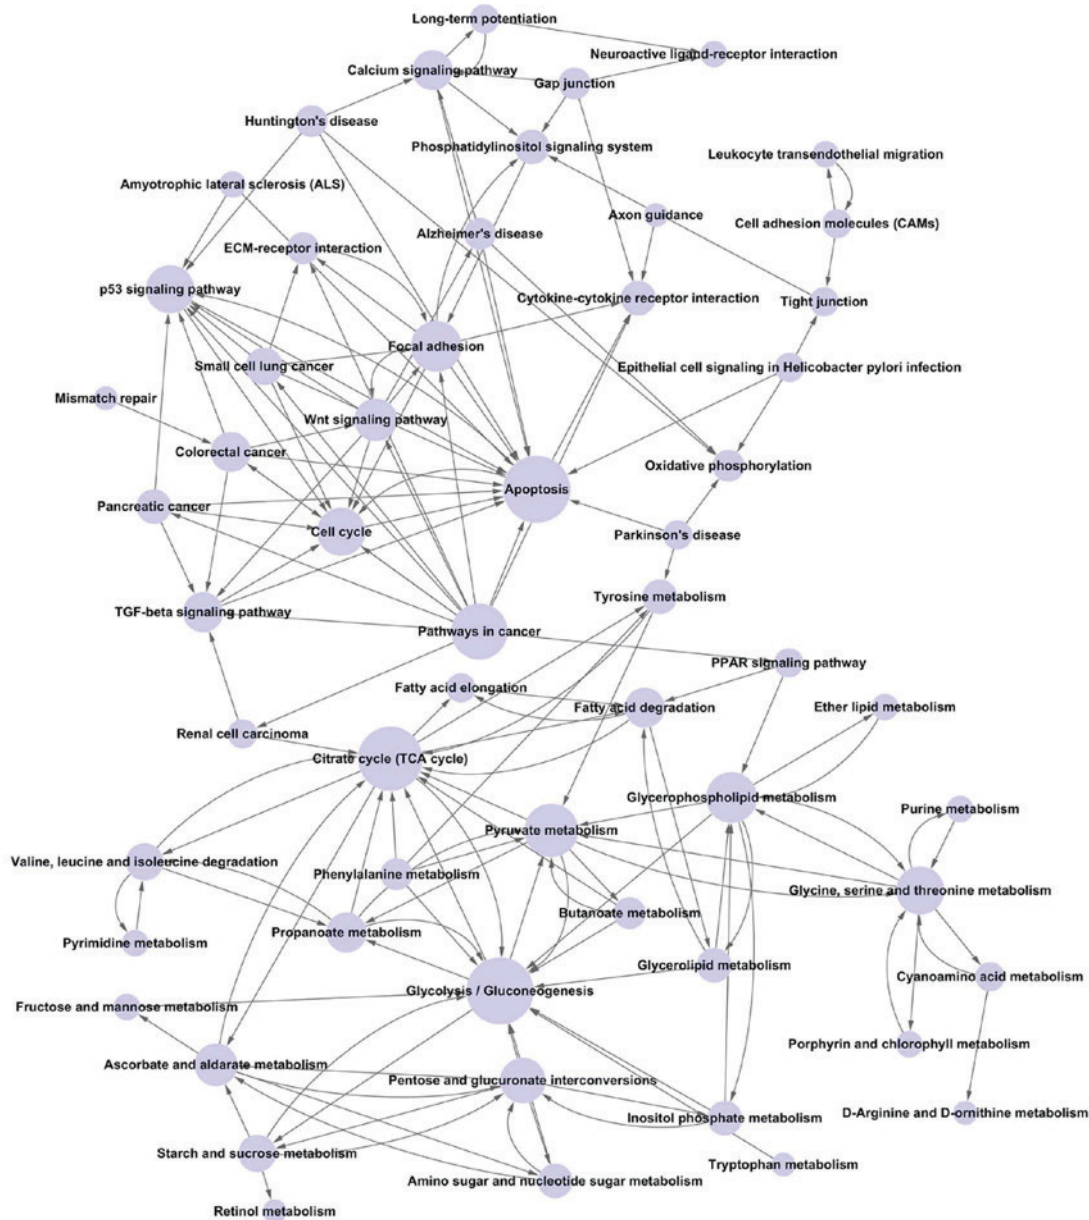 Long-term potentiation
Neuroactive ligand-receptor interaction
Calcium signaling pathway
Gap junction
Huntington's disease
Phosphatidylinositol signaling system
Leukocyte transendothelial migration
Amyotrophic lateral sclerosis (ALS)
Axon guidance
Cell adhesion molecules (CAMs)
Alzheimer's disease
ECM-receptor interaction
p53 signaling pathway
Cytokine-cytokine receptor interaction
Tight junction
Focal adhesion
Small cell lung cancer
Epithelial cell signaling in Helicobacter pylori infection
Mismatch repair
Wnt signaling pathway
Colorectal cancer
Oxidative phosphorylation
Apoptosis
Pancreatic cancer
Cell cycle
Parkinson's disease
Tyrosine metabolism
TGF-beta signaling pathway
Pathways in cancer
PPAR signaling pathway
Fatty acid elongation
Fatty acid degradation
Ether lipid metabolism
Renal cell carcinoma
Citrate cycle (TCA cycle)
Glycerophospholipid metabolism
Purine metabolism
Pyruvate metabolism
Valine, leucine and isoleucine degradation
Phenylalanine metabolism
Glycine, serine and threonine metabolism
Butanoate metabolism
Propanoate metabolism
Pyrimidine metabolism
Glycerolipid metabolism
Cyanoamino acid metabolism
Glycolysis / Gluconeogenesis
Fructose and mannose metabolism
Porphyrin and chlorophyll metabolism
Ascorbate and aldarate metabolism
Pentose and glucuronate interconversions
D-Arginine and D-ornithine metabolism
Inositol phosphate metabolism
Starch and sucrose metabolism
Tryptophan metabolism
Amino sugar and nucleotide sugar metabolism
Retinol metabolism